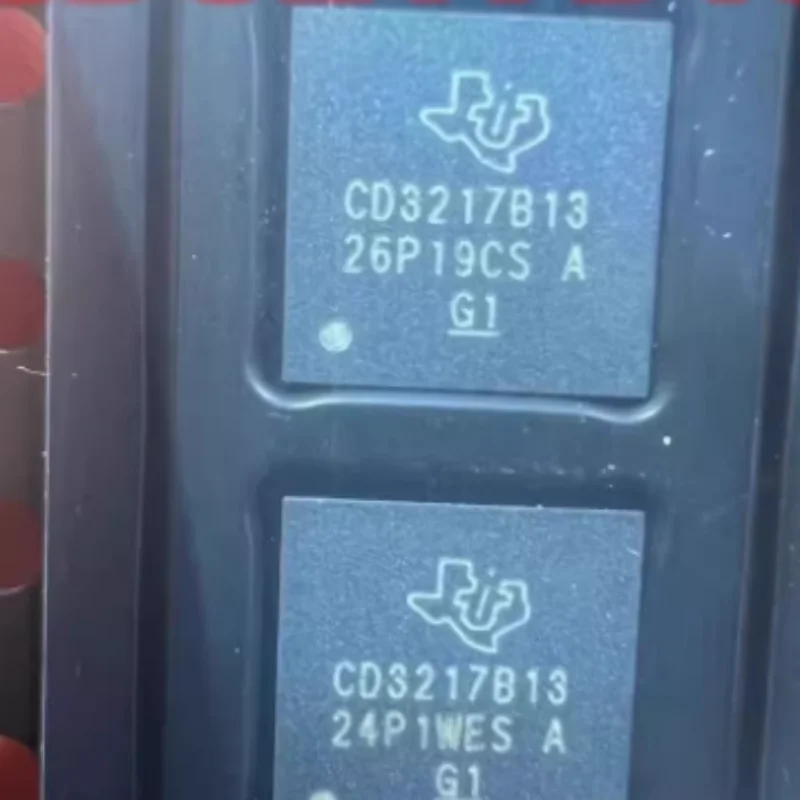 CD3217B13
26P19CS A
G1
CD3217B13
24P1WES A
G1